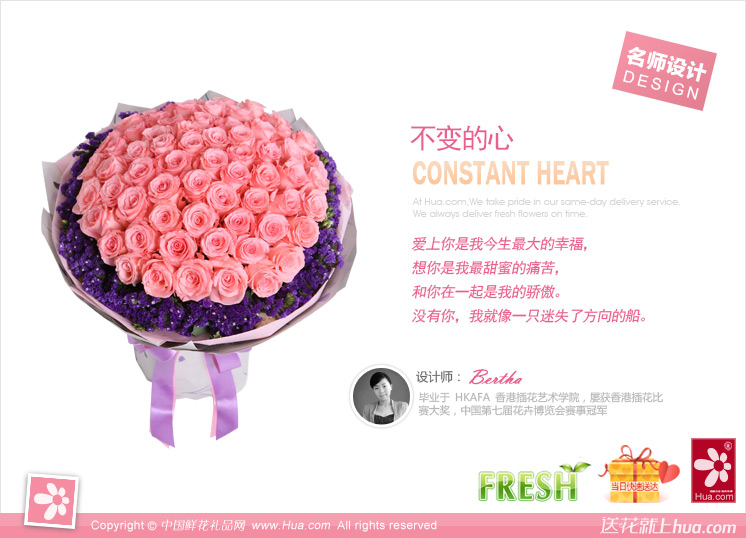 名师设计
DESIGN
不变的心
CONSTANT HEART
At Hua.com,We take pride in our same-day delivery service.
We always deliver fresh flowers on time.
爱上你是我今生最大的幸福，
想你是我最甜蜜的痛苦，
和你在一起是我的骄傲。
没有你，我就像一只迷失了方向的船。
设计师： Bertha
毕业于 HKAFA 香港插花艺术学院，屡获香港插花比
赛大奖，中国第七届花卉博览会赛事冠军
FRESH
当日快速送达
Hua.com
Copyright © 中国鲜花礼品网 www.Hua.com All rights reserved
送花就上hua.com